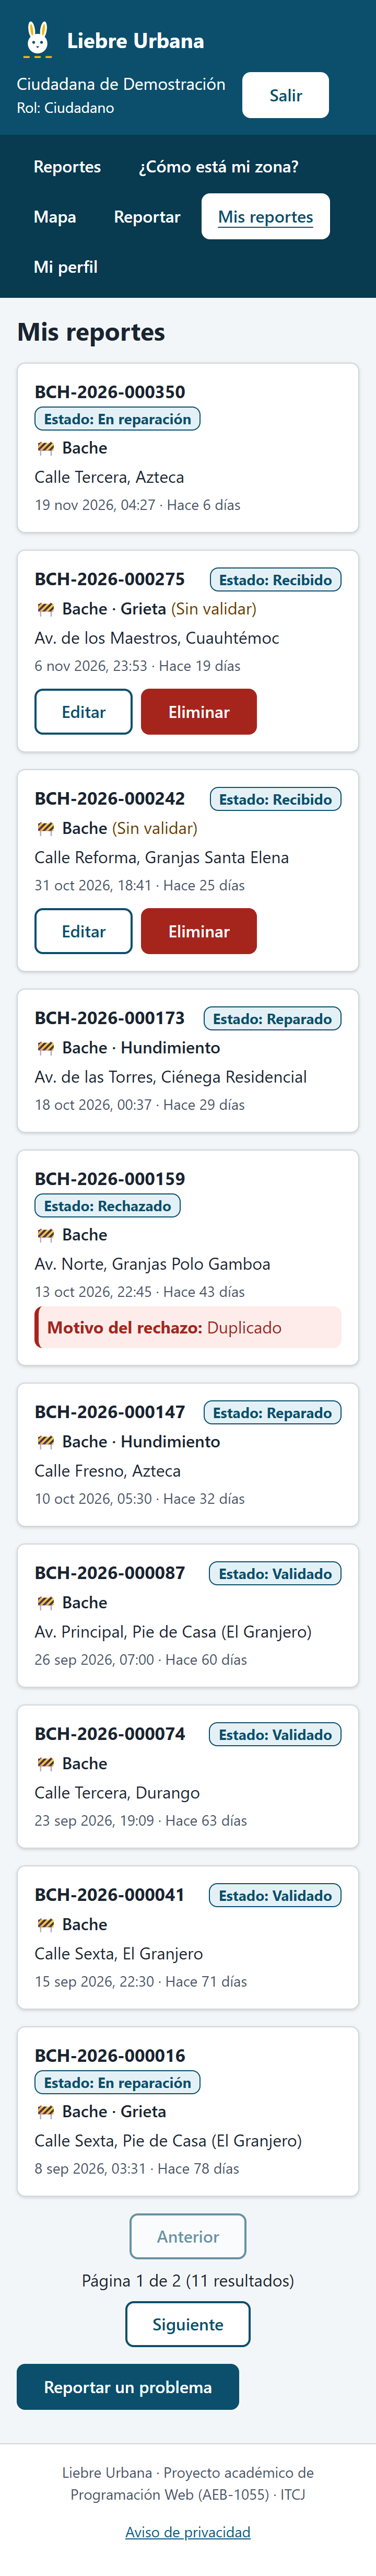 Liebre Urbana
Ciudadana de Demostración
Rol: Ciudadano
Salir
Reportes
¿Cómo está mi zona?
Mapa
Reportar
Mis reportes
Mi perfil
Mis reportes
BCH-2026-000350
Estado: En reparación
Bache
Calle Tercera, Azteca
19 nov 2026, 04:27 · Hace 6 días
BCH-2026-000275
Estado: Recibido
Bache · Grieta (Sin validar)
Av. de los Maestros, Cuauhtémoc
6 nov 2026, 23:53 · Hace 19 días
Editar
Eliminar
BCH-2026-000242
Estado: Recibido
Bache (Sin validar)
Calle Reforma, Granjas Santa Elena
31 oct 2026, 18:41 · Hace 25 días
Editar
Eliminar
BCH-2026-000173
Estado: Reparado
Bache · Hundimiento
Av. de las Torres, Ciénega Residencial
18 oct 2026, 00:37 · Hace 29 días
BCH-2026-000159
Estado: Rechazado
Bache
Av. Norte, Granjas Polo Gamboa
13 oct 2026, 22:45 · Hace 43 días
Motivo del rechazo: Duplicado
BCH-2026-000147
Estado: Reparado
Bache · Hundimiento
Calle Fresno, Azteca
10 oct 2026, 05:30 · Hace 32 días
BCH-2026-000087
Estado: Validado
Bache
Av. Principal, Pie de Casa (El Granjero)
26 sep 2026, 07:00 · Hace 60 días
BCH-2026-000074
Estado: Validado
Bache
Calle Tercera, Durango
23 sep 2026, 19:09 · Hace 63 días
BCH-2026-000041
Estado: Validado
Bache
Calle Sexta, El Granjero
15 sep 2026, 22:30 · Hace 71 días
BCH-2026-000016
Estado: En reparación
Bache · Grieta
Calle Sexta, Pie de Casa (El Granjero)
8 sep 2026, 03:31 · Hace 78 días
Anterior
Página 1 de 2 (11 resultados)
Siguiente
Reportar un problema
Liebre Urbana · Proyecto académico de
Programación Web (AEB-1055) · ITCJ
Aviso de privacidad